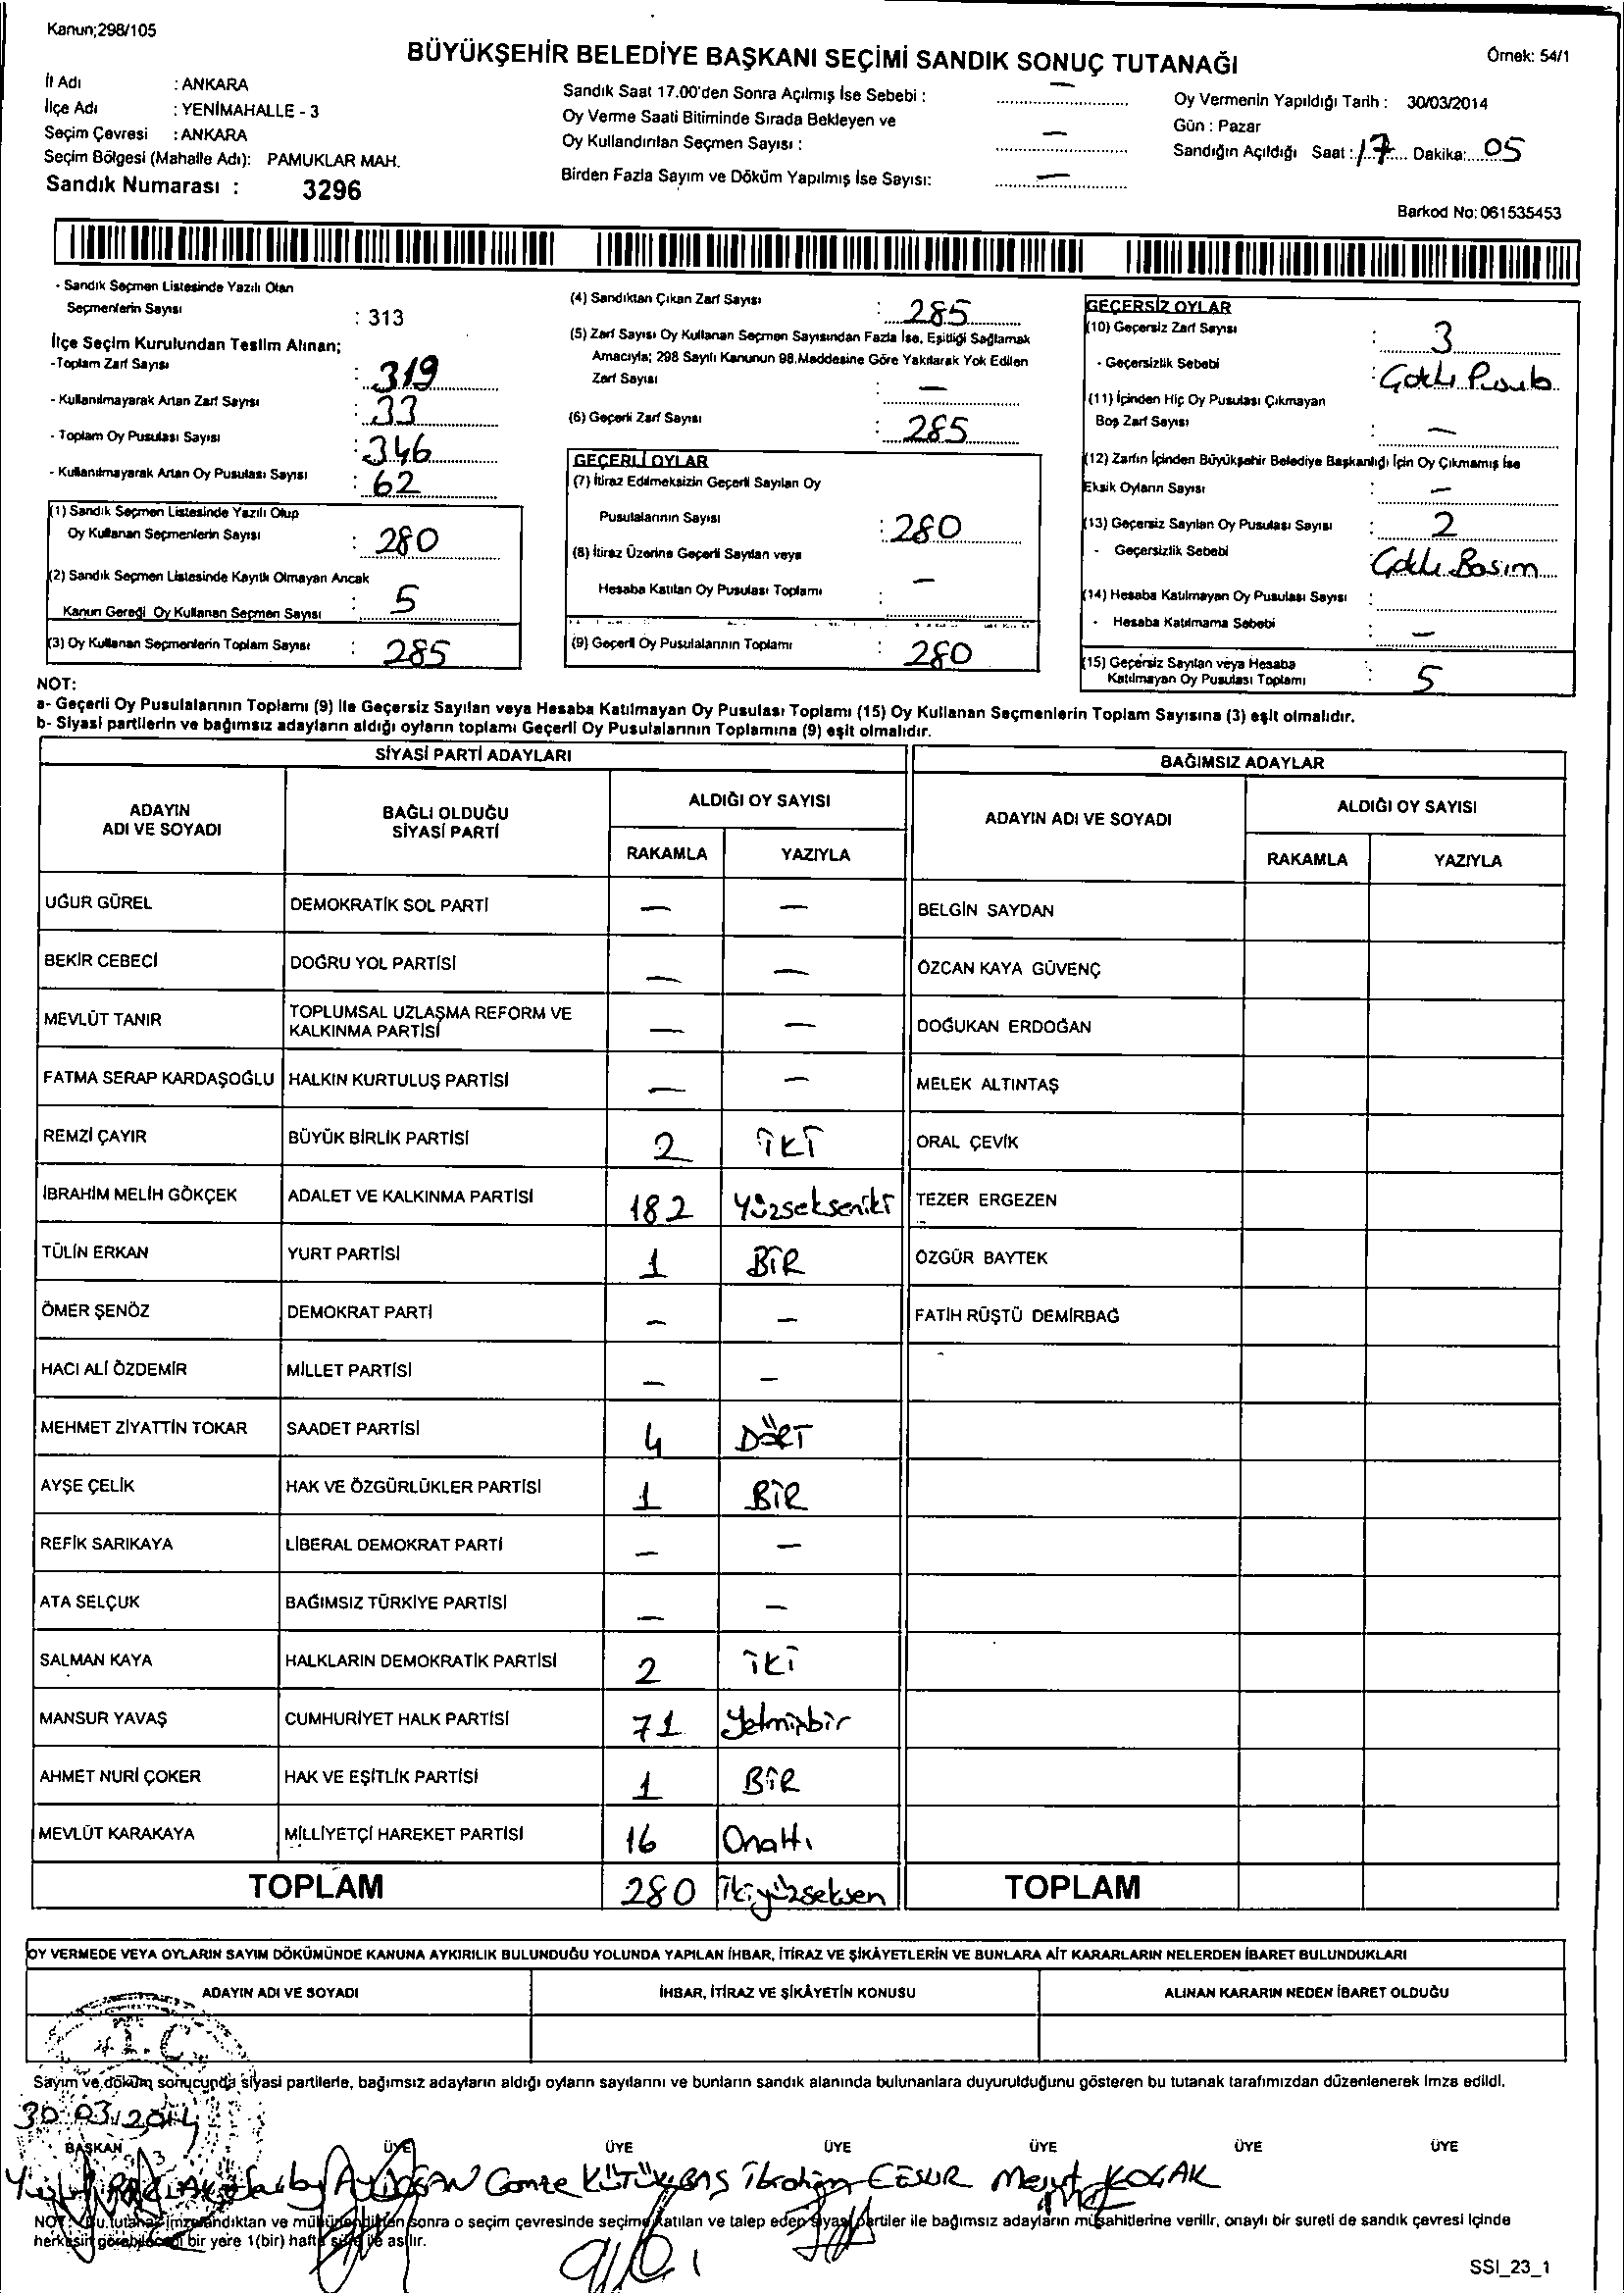 Kanun;298/105
BÜYÜKŞEHİR BELEDİYE BAŞKANI SEÇİMİ SANDIK SONUÇ TUTANAĞI
Örnek: 54/1
İl Adı : ANKARA
İlçe Adı : YENİMAHALLE - 3
Seçim Çevresi : ANKARA
Seçim Bölgesi (Mahalle Adı): PAMUKLAR MAH.
Sandık Numarası : 3296
Sandık Saat 17.00'den Sonra Açılmış İse Sebebi : —
Oy Verme Saati Bitiminde Sırada Bekleyen ve
Oy Kullandırılan Seçmen Sayısı : —
Birden Fazla Sayım ve Döküm Yapılmış İse Sayısı: —
Oy Vermenin Yapıldığı Tarih : 30/03/2014
Gün : Pazar
Sandığın Açıldığı Saat : 17 Dakika: 05
Barkod No: 061535453
- Sandık Seçmen Listesinde Yazılı Olan
Seçmenlerin Sayısı : 313
İlçe Seçim Kurulundan Teslim Alınan;
-Toplam Zarf Sayısı : 319
- Kullanılmayarak Artan Zarf Sayısı : 33
- Toplam Oy Pusulası Sayısı : 346
- Kullanılmayarak Artan Oy Pusulası Sayısı : 62
(1) Sandık Seçmen Listesinde Yazılı Olup
Oy Kullanan Seçmenlerin Sayısı : 280
(2) Sandık Seçmen Listesinde Kayıtlı Olmayan Ancak
Kanun Gereği Oy Kullanan Seçmen Sayısı : 5
(3) Oy Kullanan Seçmenlerin Toplam Sayısı : 285
(4) Sandıktan Çıkan Zarf Sayısı : 285
(5) Zarf Sayısı Oy Kullanan Seçmen Sayısından Fazla İse, Eşitliği Sağlamak
Amacıyla; 298 Sayılı Kanunun 98.Maddesine Göre Yakılarak Yok Edilen
Zarf Sayısı : —
(6) Geçerli Zarf Sayısı : 285
GEÇERLİ OYLAR
(7) İtiraz Edilmeksizin Geçerli Sayılan Oy
Pusulalarının Sayısı : 280
(8) İtiraz Üzerine Geçerli Sayılan veya
Hesaba Katılan Oy Pusulası Toplamı : —
(9) Geçerli Oy Pusulalarının Toplamı : 280
GEÇERSİZ OYLAR
(10) Geçersiz Zarf Sayısı : 3
- Geçersizlik Sebebi :
(11) İçinden Hiç Oy Pusulası Çıkmayan
Boş Zarf Sayısı : —
(12) Zarfın İçinden Büyükşehir Belediye Başkanlığı İçin Oy Çıkmamış İse
Eksik Oyların Sayısı : —
(13) Geçersiz Sayılan Oy Pusulası Sayısı : 2
- Geçersizlik Sebebi : Çoklu Basım
(14) Hesaba Katılmayan Oy Pusulası Sayısı :
- Hesaba Katılmama Sebebi : —
(15) Geçersiz Sayılan veya Hesaba
Katılmayan Oy Pusulası Toplamı : 5
NOT:
a- Geçerli Oy Pusulalarının Toplamı (9) İle Geçersiz Sayılan veya Hesaba Katılmayan Oy Pusulası Toplamı (15) Oy Kullanan Seçmenlerin Toplam Sayısına (3) eşit olmalıdır.
b- Siyasi partilerin ve bağımsız adayların aldığı oyların toplamı Geçerli Oy Pusulalarının Toplamına (9) eşit olmalıdır.
SİYASİ PARTİ ADAYLARI
ADAYIN ADI VE SOYADI
BAĞLI OLDUĞU SİYASİ PARTİ
ALDIĞI OY SAYISI
RAKAMLA YAZIYLA
UĞUR GÜREL DEMOKRATİK SOL PARTİ — —
BEKİR CEBECİ DOĞRU YOL PARTİSİ — —
MEVLÜT TANIR TOPLUMSAL UZLAŞMA REFORM VE KALKINMA PARTİSİ — —
FATMA SERAP KARDAŞOĞLU HALKIN KURTULUŞ PARTİSİ — —
REMZİ ÇAYIR BÜYÜK BİRLİK PARTİSİ 2 İKİ
İBRAHİM MELİH GÖKÇEK ADALET VE KALKINMA PARTİSİ 182 Yüzsekseniki
TÜLİN ERKAN YURT PARTİSİ 1 BİR
ÖMER ŞENÖZ DEMOKRAT PARTİ — —
HACI ALİ ÖZDEMİR MİLLET PARTİSİ — —
MEHMET ZİYATTİN TOKAR SAADET PARTİSİ 4 DÖRT
AYŞE ÇELİK HAK VE ÖZGÜRLÜKLER PARTİSİ 1 BİR
REFİK SARIKAYA LİBERAL DEMOKRAT PARTİ — —
ATA SELÇUK BAĞIMSIZ TÜRKİYE PARTİSİ — —
SALMAN KAYA HALKLARIN DEMOKRATİK PARTİSİ 2 İKİ
MANSUR YAVAŞ CUMHURİYET HALK PARTİSİ 71 Yetmişbir
AHMET NURİ ÇOKER HAK VE EŞİTLİK PARTİSİ 1 BİR
MEVLÜT KARAKAYA MİLLİYETÇİ HAREKET PARTİSİ 16 Onaltı
TOPLAM 280 İkiyüzseksen
BAĞIMSIZ ADAYLAR
ADAYIN ADI VE SOYADI
ALDIĞI OY SAYISI
RAKAMLA YAZIYLA
BELGİN SAYDAN
ÖZCAN KAYA GÜVENÇ
DOĞUKAN ERDOĞAN
MELEK ALTINTAŞ
ORAL ÇEVİK
TEZER ERGEZEN
ÖZGÜR BAYTEK
FATİH RÜŞTÜ DEMİRBAĞ
TOPLAM
OY VERMEDE VEYA OYLARIN SAYIM DÖKÜMÜNDE KANUNA AYKIRILIK BULUNDUĞU YOLUNDA YAPILAN İHBAR, İTİRAZ VE ŞİKÂYETLERİN VE BUNLARA AİT KARARLARIN NELERDEN İBARET BULUNDUKLARI
ADAYIN ADI VE SOYADI
İHBAR, İTİRAZ VE ŞİKÂYETİN KONUSU
ALINAN KARARIN NEDEN İBARET OLDUĞU
T.C.
Sayım ve döküm sonucunda siyasi partilerle, bağımsız adayların aldığı oyların sayılarını ve bunların sandık alanında bulunanlara duyurulduğunu gösteren bu tutanak tarafımızdan düzenlenerek imza edildi.
30.03.2014
BAŞKAN ÜYE ÜYE ÜYE ÜYE ÜYE ÜYE
AYDOĞAN Gamze KÜTÜKBAŞ İbrahim CESUR Mesut KOÇAK
NOT: Bu tutanak imzalandıktan ve mühürlendikten sonra o seçim çevresinde seçime katılan ve talep eden siyasi partiler ile bağımsız adayların müşahitlerine verilir, onaylı bir sureti de sandık çevresi içinde
herkesin görebileceği bir yere 1(bir) hafta süre ile asılır.
SSI_23_1